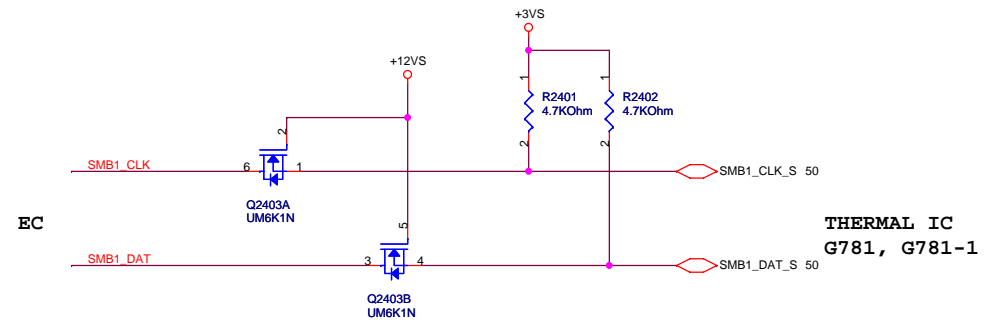 +3VS
+12VS
1
1
R2401
4.7KOhm
R2402
4.7KOhm
2
2
2
SMB1_CLK
6
1
SMB1_CLK_S 50
Q2403A
UM6K1N
EC
5
THERMAL IC
G781, G781-1
SMB1_DAT
3
4
SMB1_DAT_S 50
Q2403B
UM6K1N